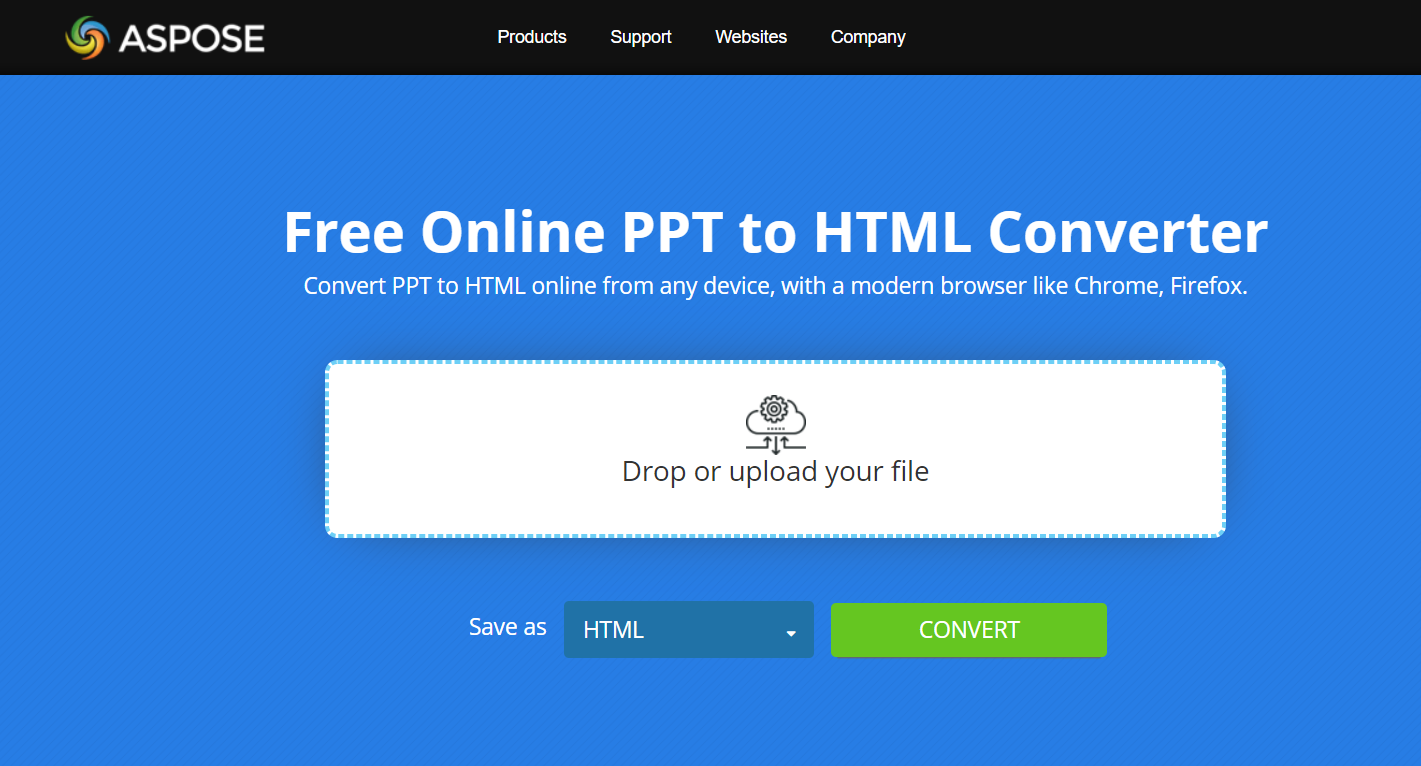 ASPOSE
Products Support Websites Company
Free Online PPT to HTML Converter
Convert PPT to HTML online from any device, with a modern browser like Chrome, Firefox.
Drop or upload your file
Save as HTML CONVERT